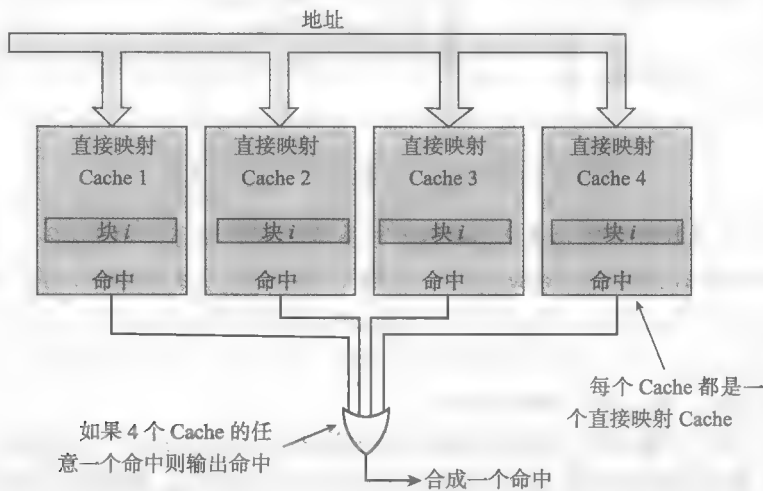 地址
直接映射
Cache 1
直接映射
Cache 2
直接映射
Cache 3
直接映射
Cache 4
块 i
块 i
块 i
块 i
命中
命中
命中
命中
每个 Cache 都是一
个直接映射 Cache
如果 4 个 Cache 的任
意一个命中则输出命中
合成一个命中